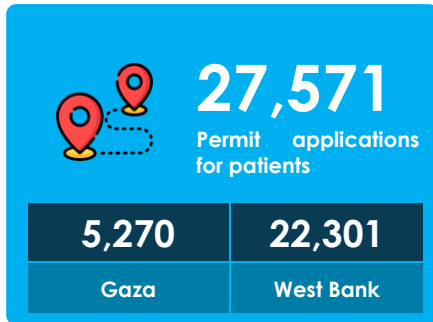 27,571
Permit applications
for patients
5,270 22,301
Gaza West Bank